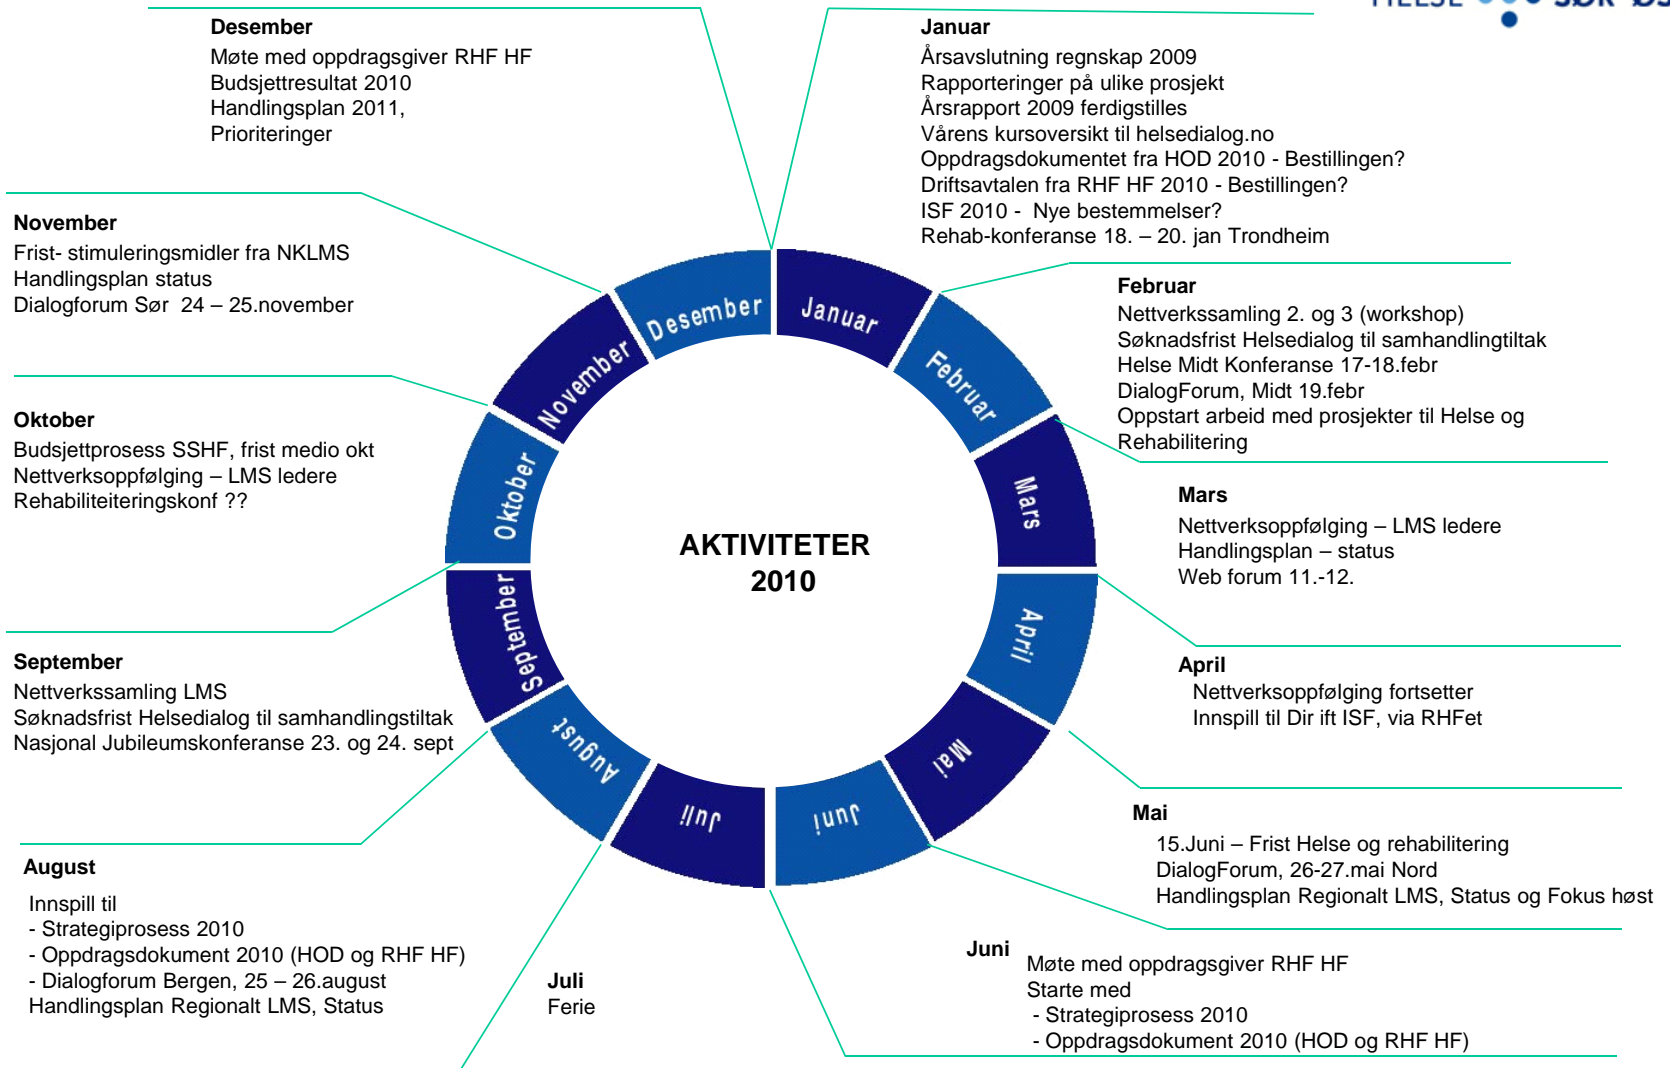 HELSE SØR-ØS
Desember
Møte med oppdragsgiver RHF HF
Budsjettresultat 2010
Handlingsplan 2011,
Prioriteringer
Januar
Årsavslutning regnskap 2009
Rapporteringer på ulike prosjekt
Årsrapport 2009 ferdigstilles
Vårens kursoversikt til helsedialog.no
Oppdragsdokumentet fra HOD 2010 - Bestillingen?
Driftsavtalen fra RHF HF 2010 - Bestillingen?
ISF 2010 -  Nye bestemmelser?
Rehab-konferanse 18. – 20. jan Trondheim
November
Frist- stimuleringsmidler fra NKLMS
Handlingsplan status
Dialogforum Sør  24 – 25.november
Februar
Nettverkssamling 2. og 3 (workshop)
Søknadsfrist Helsedialog til samhandlingtiltak
Helse Midt Konferanse 17-18.febr
DialogForum, Midt 19.febr
Oppstart arbeid med prosjekter til Helse og
Rehabilitering
Oktober
Budsjettprosess SSHF, frist medio okt
Nettverksoppfølging – LMS ledere
Rehabiliteiteringskonf ??
Mars
Nettverksoppfølging – LMS ledere
Handlingsplan – status
Web forum 11.-12.
September
Nettverkssamling LMS
Søknadsfrist Helsedialog til samhandlingstiltak
Nasjonal Jubileumskonferanse 23. og 24. sept
April
Nettverksoppfølging fortsetter
Innspill til Dir ift ISF, via RHFet
Mai
15.Juni – Frist Helse og rehabilitering
DialogForum, 26-27.mai Nord
Handlingsplan Regionalt LMS, Status og Fokus høst
August
Innspill til
- Strategiprosess 2010
- Oppdragsdokument 2010 (HOD og RHF HF)
- Dialogforum Bergen, 25 – 26.august
Handlingsplan Regionalt LMS, Status
Juli
Ferie
Juni
Møte med oppdragsgiver RHF HF
Starte med
- Strategiprosess 2010
- Oppdragsdokument 2010 (HOD og RHF HF)
AKTIVITETER
2010
Januar
Februar
Mars
April
Mai
Juni
Juli
August
September
Oktober
November
Desember